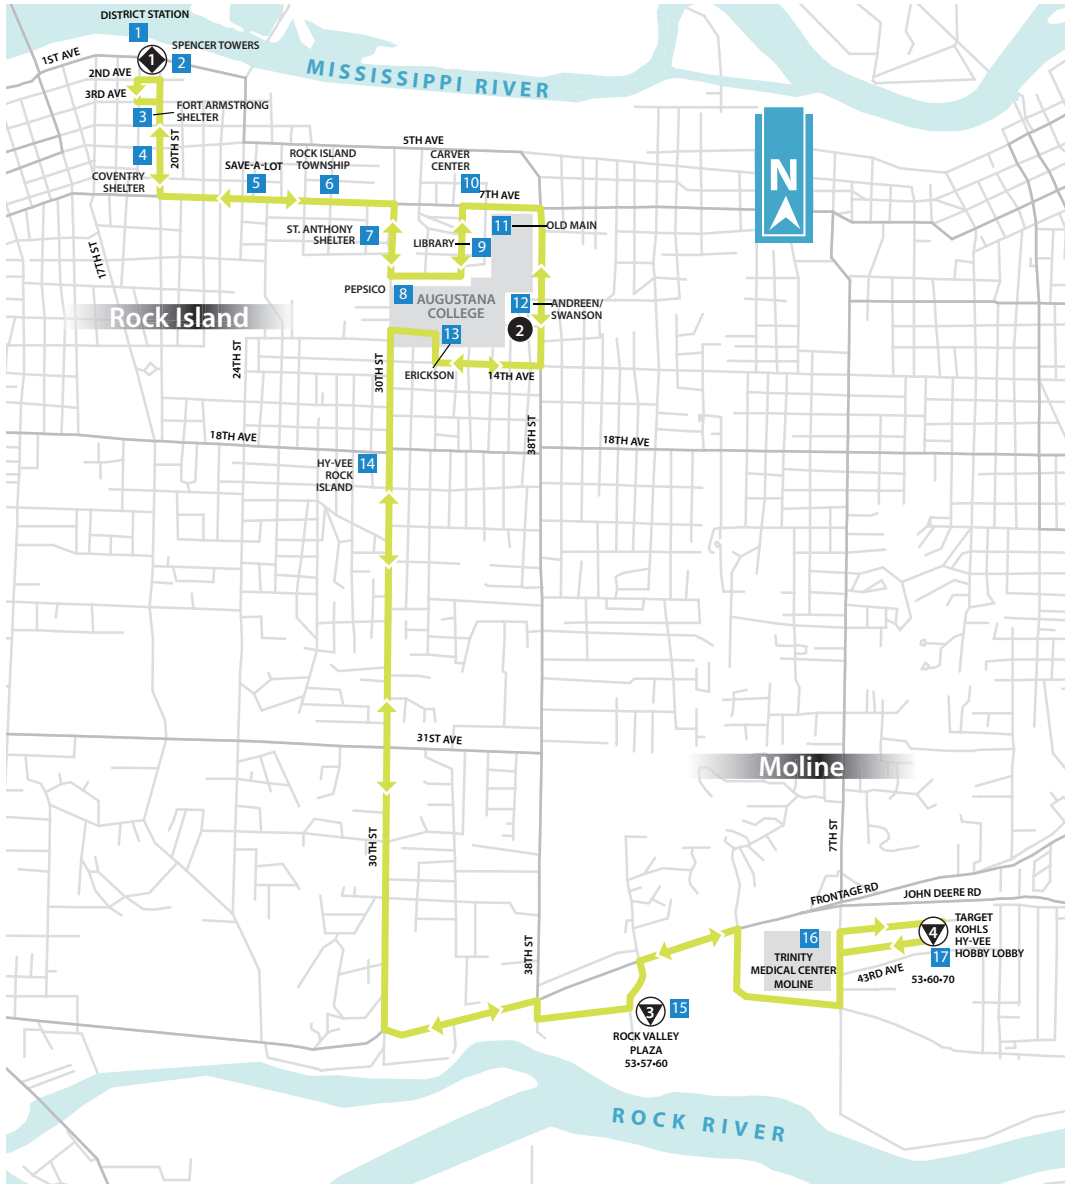 DISTRICT STATION
1
1ST AVE
SPENCER TOWERS
1
2
2ND AVE
3RD AVE
MISSISSIPPI RIVER
FORT ARMSTRONG
SHELTER
3
20TH ST
4
COVENTRY
SHELTER
5TH AVE
SAVE-A-LOT
5
ROCK ISLAND
TOWNSHIP
6
CARVER
CENTER
10
7TH AVE
N
ST. ANTHONY
SHELTER
7
LIBRARY
9
11
OLD MAIN
17TH ST
PEPSICO
8
AUGUSTANA
COLLEGE
12
ANDREEN/
SWANSON
2
Rock Island
13
ERICKSON
14TH AVE
24TH ST
30TH ST
38TH ST
18TH AVE
18TH AVE
HY-VEE
ROCK
ISLAND
14
31ST AVE
Moline
30TH ST
7TH ST
FRONTAGE RD
JOHN DEERE RD
38TH ST
16
TRINITY
MEDICAL CENTER
MOLINE
4
17
TARGET
KOHLS
HY-VEE
HOBBY LOBBY
43RD AVE
53•60•70
3
15
ROCK VALLEY
PLAZA
53•57•60
ROCK RIVER